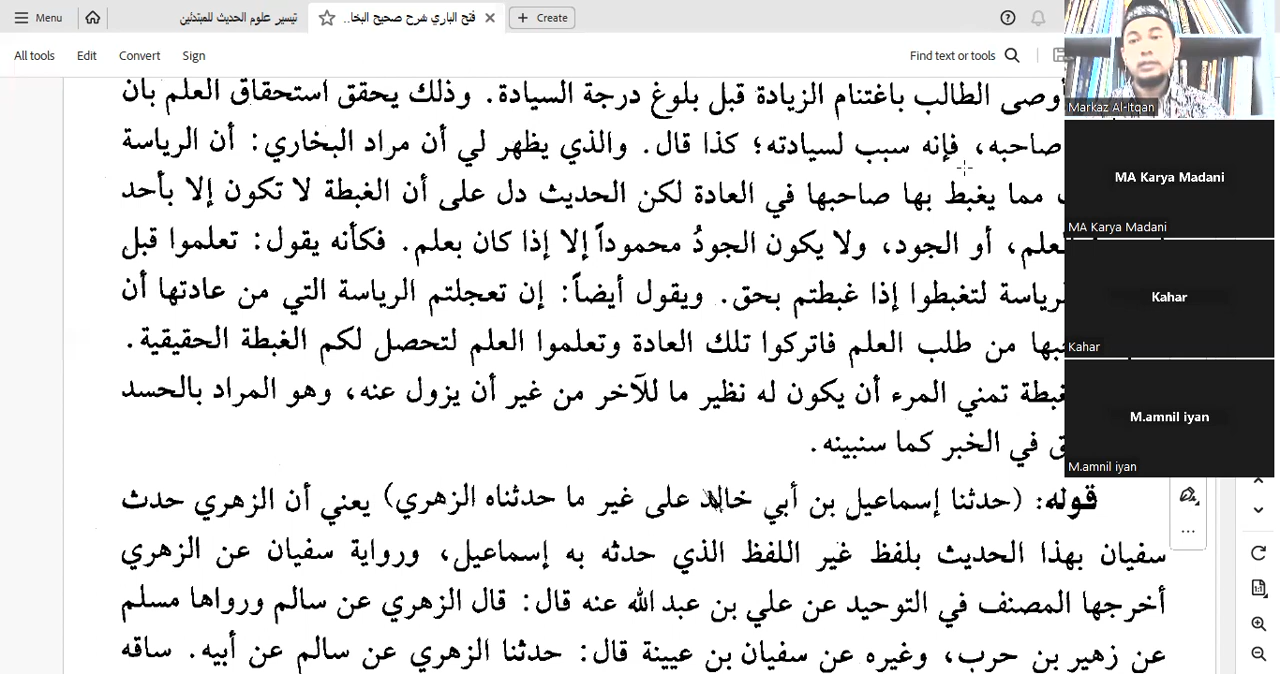 Menu
تيسير علوم الحديث للمبتدئين
فتح الباري شرح صحيح البخا..
Create
All tools
Edit
Convert
Sign
Find text or tools
أوصى الطالب باغتنام الزيادة قبل بلوغ درجة السيادة. وذلك يحقق استحقاق العلم بأن
صاحبه، فإنه سبب لسيادته؛ كذا قال. والذي يظهر لي أن مراد البخاري: أن الرياسة
مما يغبط بها صاحبها في العادة لكن الحديث دل على أن الغبطة لا تكون إلا بأحد
أو الجود، ولا يكون الجودُ محموداً إلا إذا كان بعلم. فكأنه يقول: تعلموا قبل
لتغبطوا إذا غبطتم بحق. ويقول أيضاً: إن تعجلتم الرياسة التي من عادتها أن
من طلب العلم فاتركوا تلك العادة وتعلموا العلم لتحصل لكم الغبطة الحقيقية.
تمني المرء أن يكون له نظير ما للآخر من غير أن يزول عنه، وهو المراد بالحسد
في الخبر كما سنبينه.
قوله: (حدثنا إسماعيل بن أبي خالد على غير ما حدثناه الزهري) يعني أن الزهري حدث
سفيان بهذا الحديث بلفظ غير اللفظ الذي حدثه به إسماعيل، ورواية سفيان عن الزهري
أخرجها المصنف في التوحيد عن علي بن عبد الله عنه قال: قال الزهري عن سالم ورواها مسلم
عن زهير بن حرب، وغيره عن سفيان بن عيينة قال: حدثنا الزهري عن سالم عن أبيه. ساقه
Markaz Al-Itqan
MA Karya Madani
MA Karya Madani
Kahar
Kahar
M.amnil iyan
M.amnil iyan